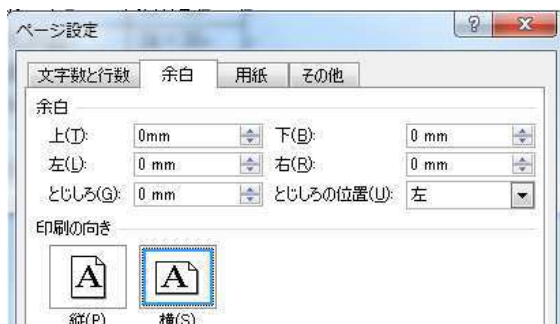 ページ設定
文字数と行数 余白 用紙 その他
余白
上(T): 0mm 下(B): 0 mm
左(L): 0 mm 右(R): 0 mm
とじしろ(G): 0 mm とじしろの位置(U): 左
印刷の向き
A A
縦(P) 横(S)